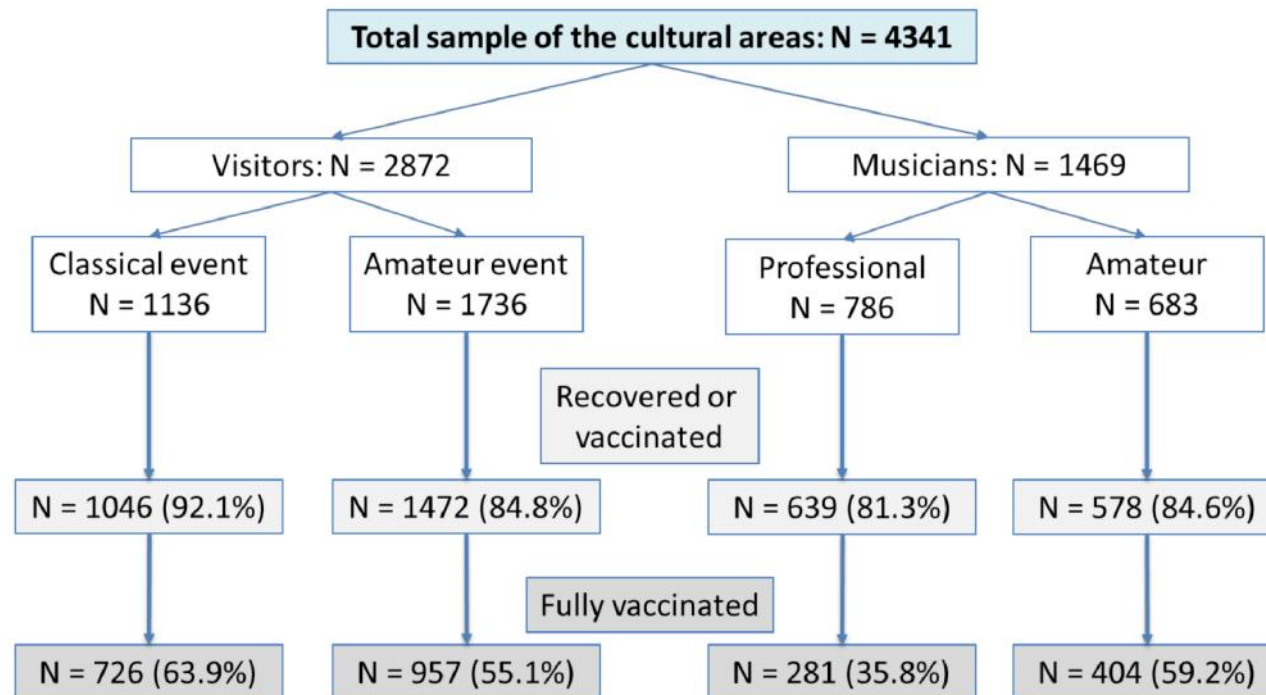 Total sample of the cultural areas: N = 4341
Visitors: N = 2872
Musicians: N = 1469
Classical event
N = 1136
Amateur event
N = 1736
Professional
N = 786
Amateur
N = 683
Recovered or
vaccinated
N = 1046 (92.1%)
N = 1472 (84.8%)
N = 639 (81.3%)
N = 578 (84.6%)
Fully vaccinated
N = 726 (63.9%)
N = 957 (55.1%)
N = 281 (35.8%)
N = 404 (59.2%)